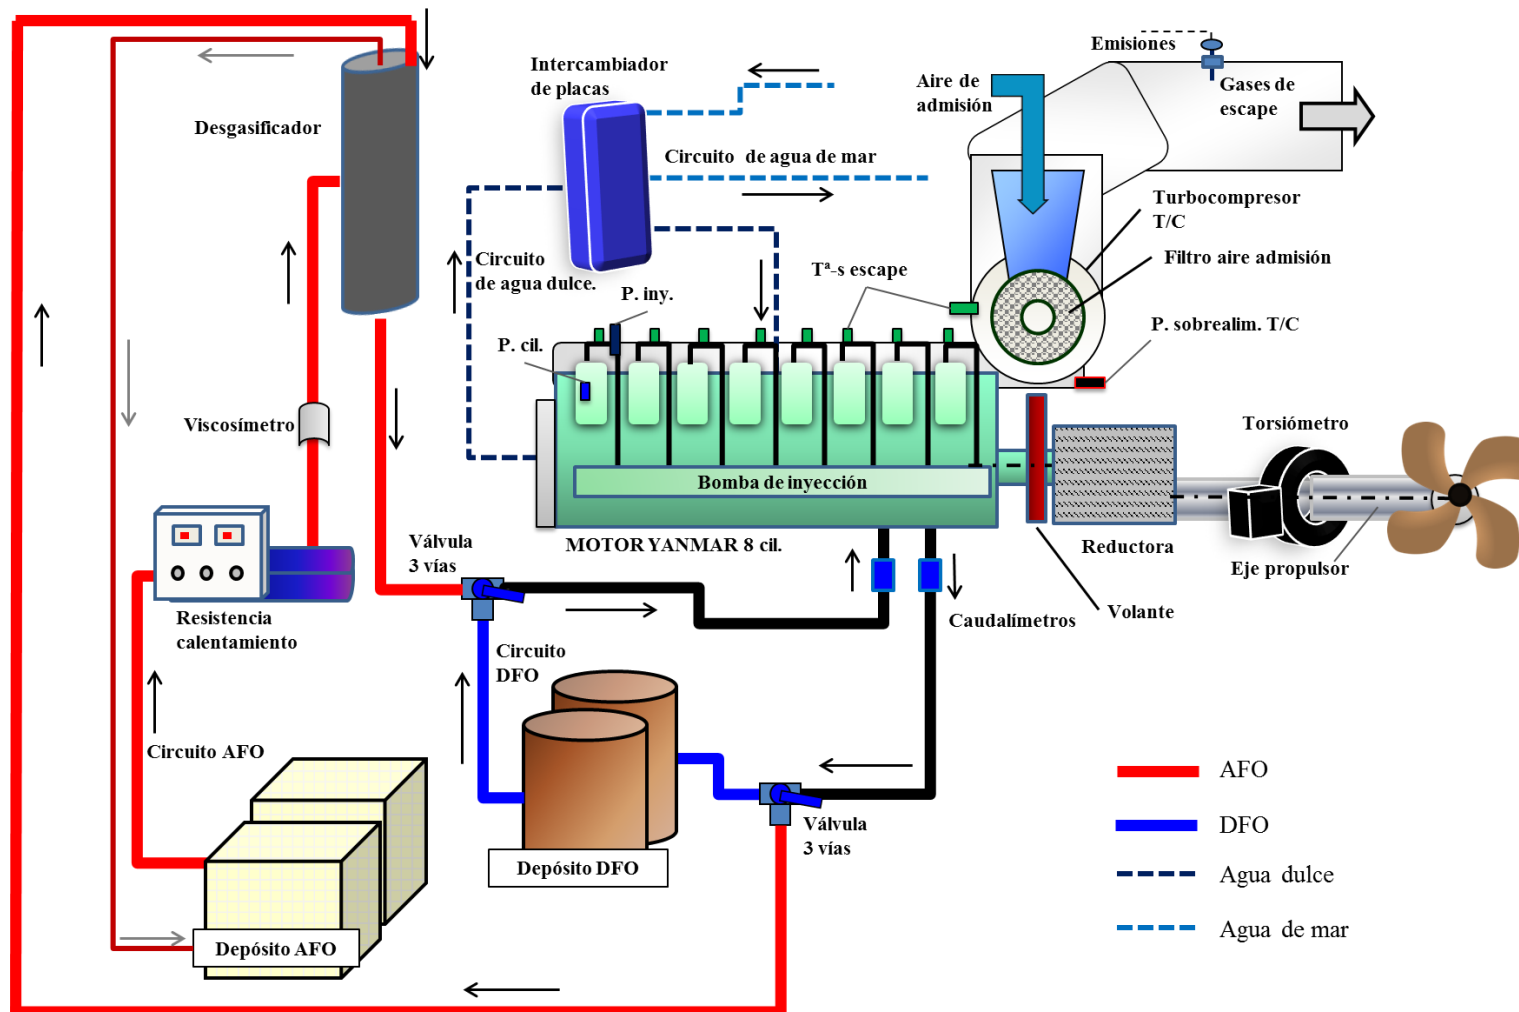 Emisiones
Intercambiador
de placas
Aire de
admisión
Gases de
escape
Desgasificador
Circuito de agua de mar
Turbocompresor
T/C
Circuito
de agua dulce.
Tª-s escape
Filtro aire admisión
P. iny.
P. sobrealim. T/C
P. cil.
Viscosímetro
Torsiómetro
Bomba de inyección
MOTOR YANMAR 8 cil.
Válvula
3 vías
Reductora
Eje propulsor
Resistencia
calentamiento
Caudalímetros
Volante
Circuito
DFO
Circuito AFO
AFO
DFO
Válvula
3 vías
Depósito DFO
Agua dulce
Depósito AFO
Agua de mar